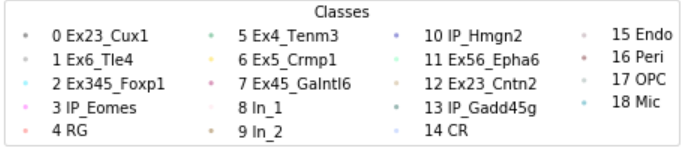 Classes
0 Ex23_Cux1
1 Ex6_Tle4
2 Ex345_Foxp1
3 IP_Eomes
4 RG
5 Ex4_Tenm3
6 Ex5_Crmp1
7 Ex45_Galntl6
8 In_1
9 In_2
10 IP_Hmgn2
11 Ex56_Epha6
12 Ex23_Cntn2
13 IP_Gadd45g
14 CR
15 Endo
16 Peri
17 OPC
18 Mic